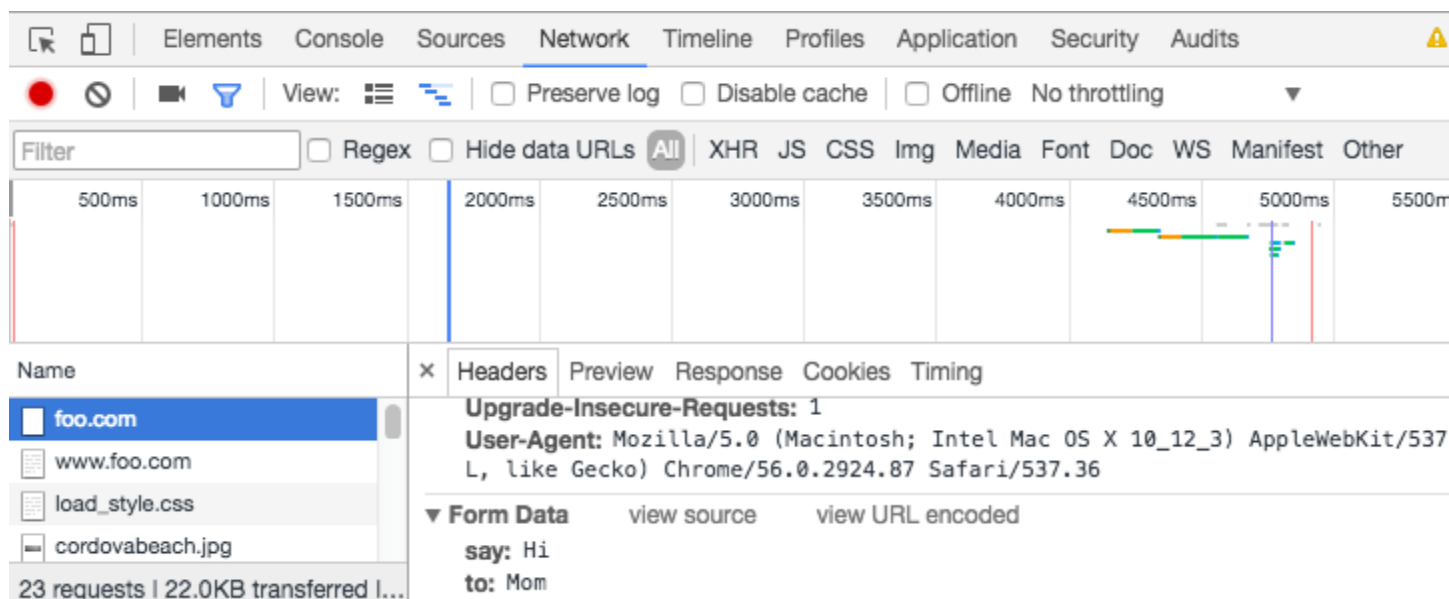 Elements Console Sources Network Timeline Profiles Application Security Audits
View: Preserve log Disable cache Offline No throttling
Filter Regex Hide data URLs All XHR JS CSS Img Media Font Doc WS Manifest Other
500ms 1000ms 1500ms 2000ms 2500ms 3000ms 3500ms 4000ms 4500ms 5000ms 5500m
Name
foo.com
www.foo.com
load_style.css
cordovabeach.jpg
23 requests | 22.0KB transferred |...
× Headers Preview Response Cookies Timing
Upgrade-Insecure-Requests: 1
User-Agent: Mozilla/5.0 (Macintosh; Intel Mac OS X 10_12_3) AppleWebKit/537
L, like Gecko) Chrome/56.0.2924.87 Safari/537.36
▼ Form Data view source view URL encoded
say: Hi
to: Mom